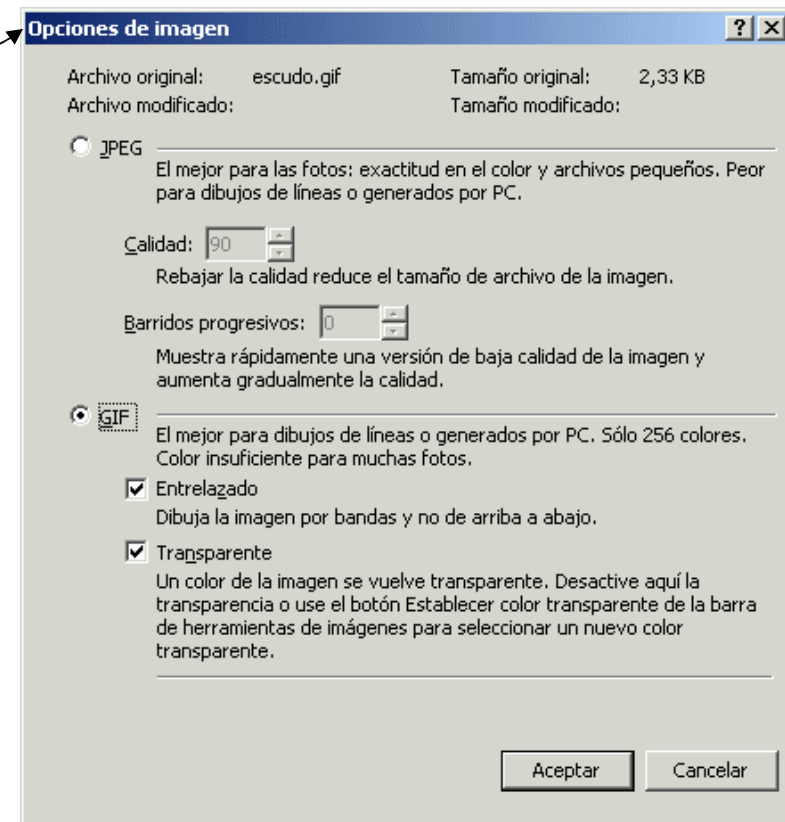 Opciones de imagen
Archivo original: escudo.gif Tamaño original: 2,33 KB
Archivo modificado: Tamaño modificado:
JPEG
El mejor para las fotos: exactitud en el color y archivos pequeños. Peor
para dibujos de líneas o generados por PC.
Calidad: 90
Rebajar la calidad reduce el tamaño de archivo de la imagen.
Barridos progresivos: 0
Muestra rápidamente una versión de baja calidad de la imagen y
aumenta gradualmente la calidad.
GIF
El mejor para dibujos de líneas o generados por PC. Sólo 256 colores.
Color insuficiente para muchas fotos.
Entrelazado
Dibuja la imagen por bandas y no de arriba a abajo.
Transparente
Un color de la imagen se vuelve transparente. Desactive aquí la
transparencia o use el botón Establecer color transparente de la barra
de herramientas de imágenes para seleccionar un nuevo color
transparente.
Aceptar Cancelar